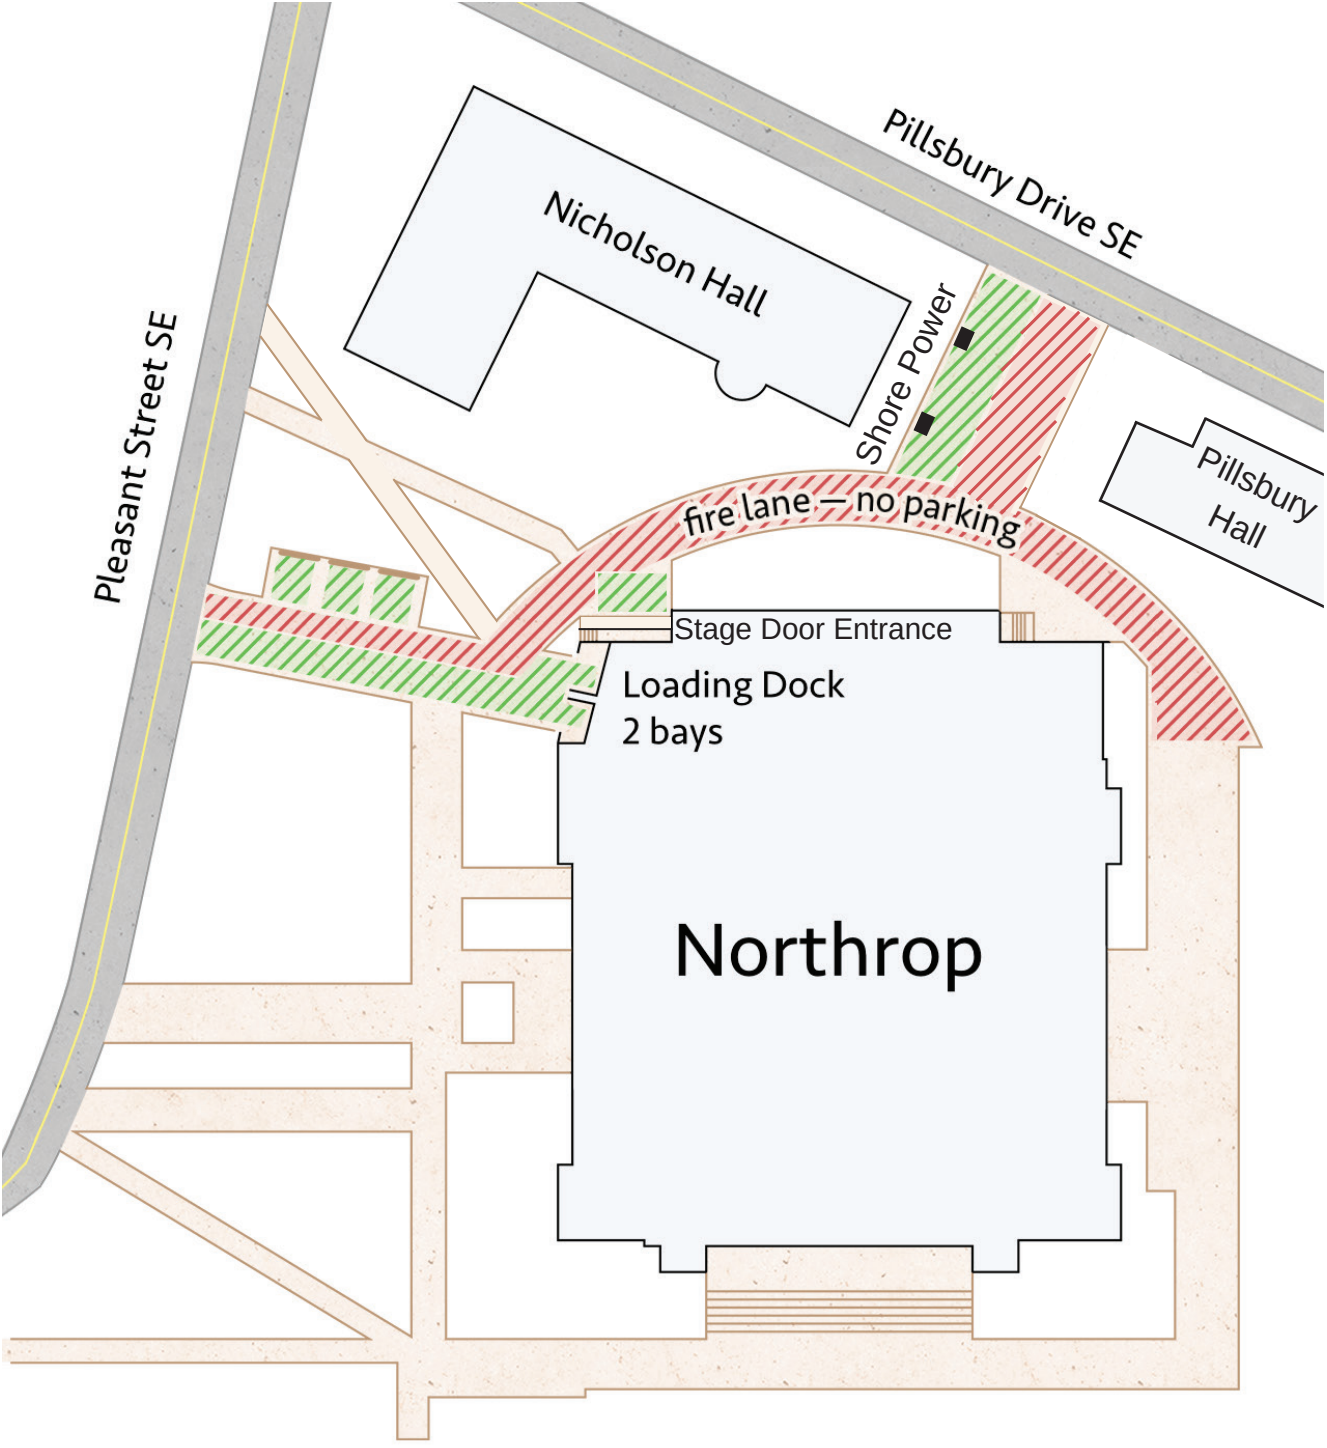 Pillsbury Drive SE
Nicholson Hall
Shore Power
Pleasant Street SE
Pillsbury
Hall
fire lane — no parking
Stage Door Entrance
Loading Dock
2 bays
Northrop